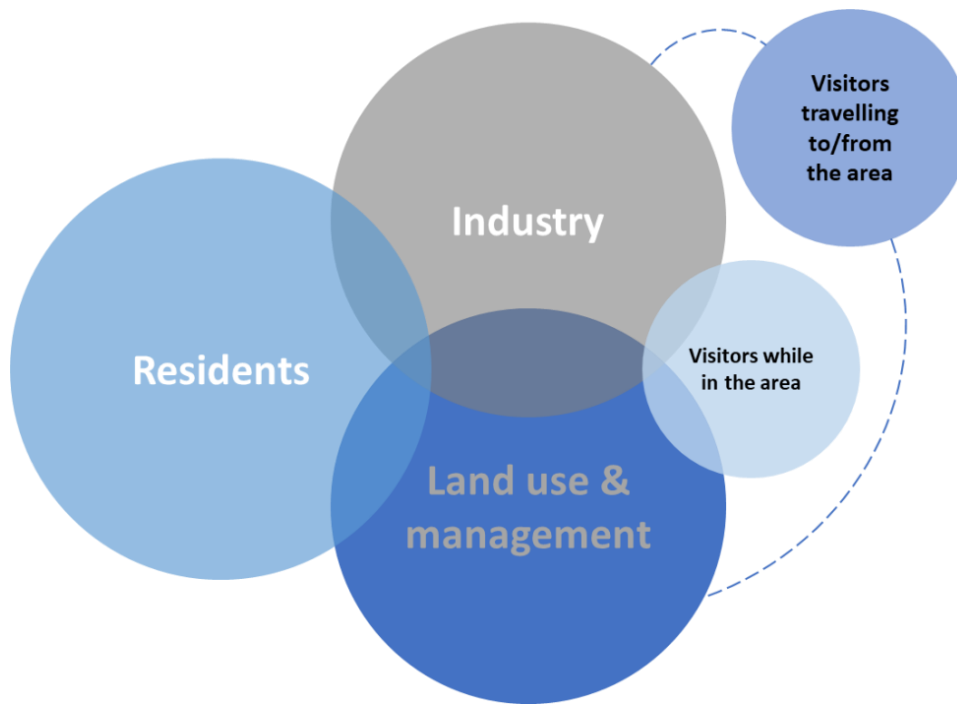 Visitors
travelling
to/from
the area
Industry
Residents
Visitors while
in the area
Land use &
management